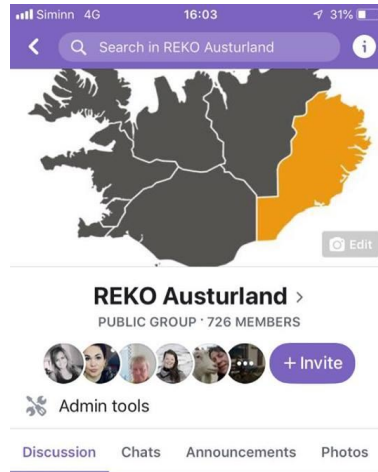 Siminn 4G 16:03 31%
Search in REKO Austurland
Edit
REKO Austurland >
PUBLIC GROUP · 726 MEMBERS
+ Invite
Admin tools
Discussion Chats Announcements Photos